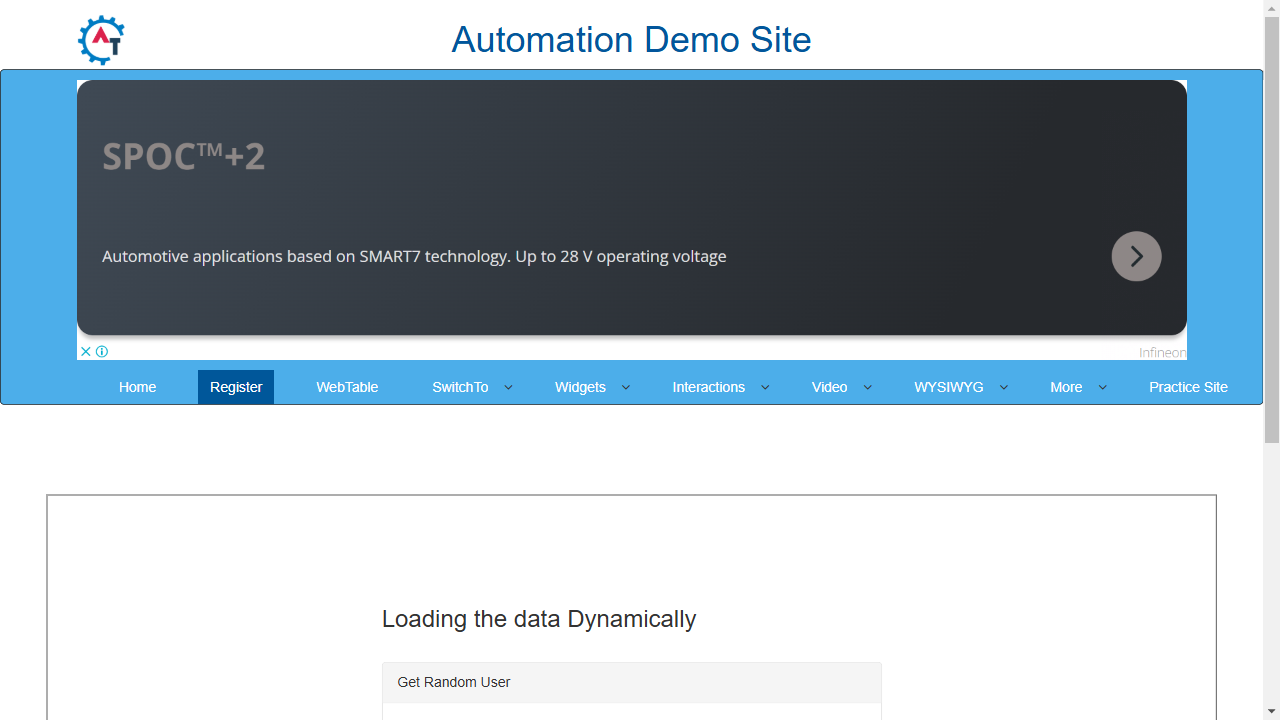 AT
Automation Demo Site
SPOC™+2
Automotive applications based on SMART7 technology. Up to 28 V operating voltage
Infineon
Home Register WebTable SwitchTo Widgets Interactions Video WYSIWYG More Practice Site
Loading the data Dynamically
Get Random User